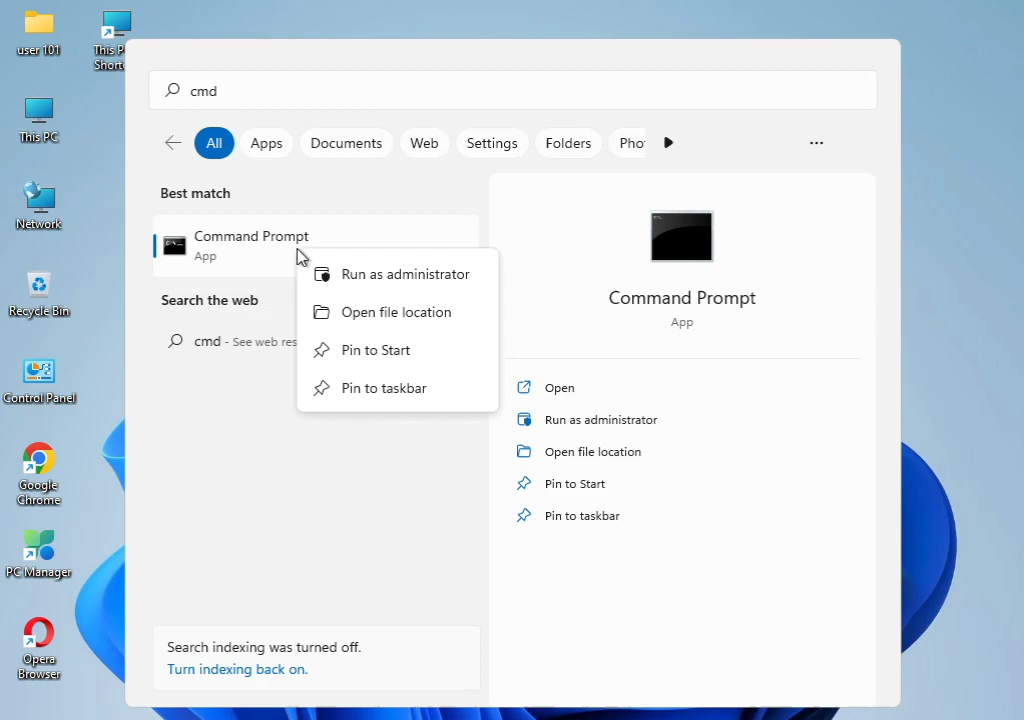 user 101
This P
Shorto
This PC
Network
Recycle Bin
Control Panel
Google
Chrome
PC Manager
Opera
Browser
cmd
All
Apps
Documents
Web
Settings
Folders
Pho
...
Best match
Command Prompt
App
Search the web
cmd - See web res
Run as administrator
Open file location
Pin to Start
Pin to taskbar
Command Prompt
App
Open
Run as administrator
Open file location
Pin to Start
Pin to taskbar
Search indexing was turned off.
Turn indexing back on.